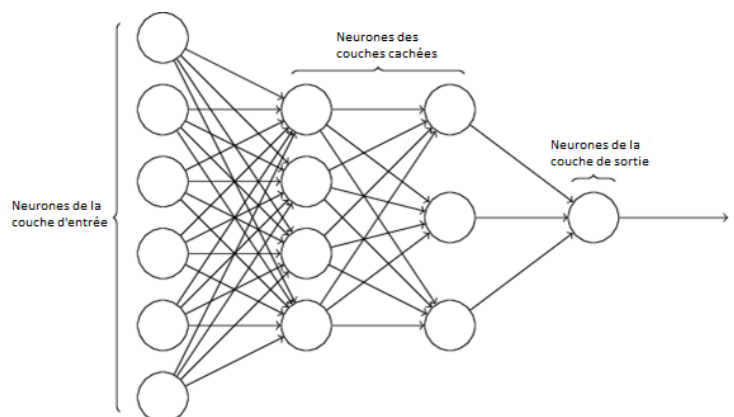 Neurones des
couches cachées
Neurones de la
couche de sortie
Neurones de la
couche d'entrée